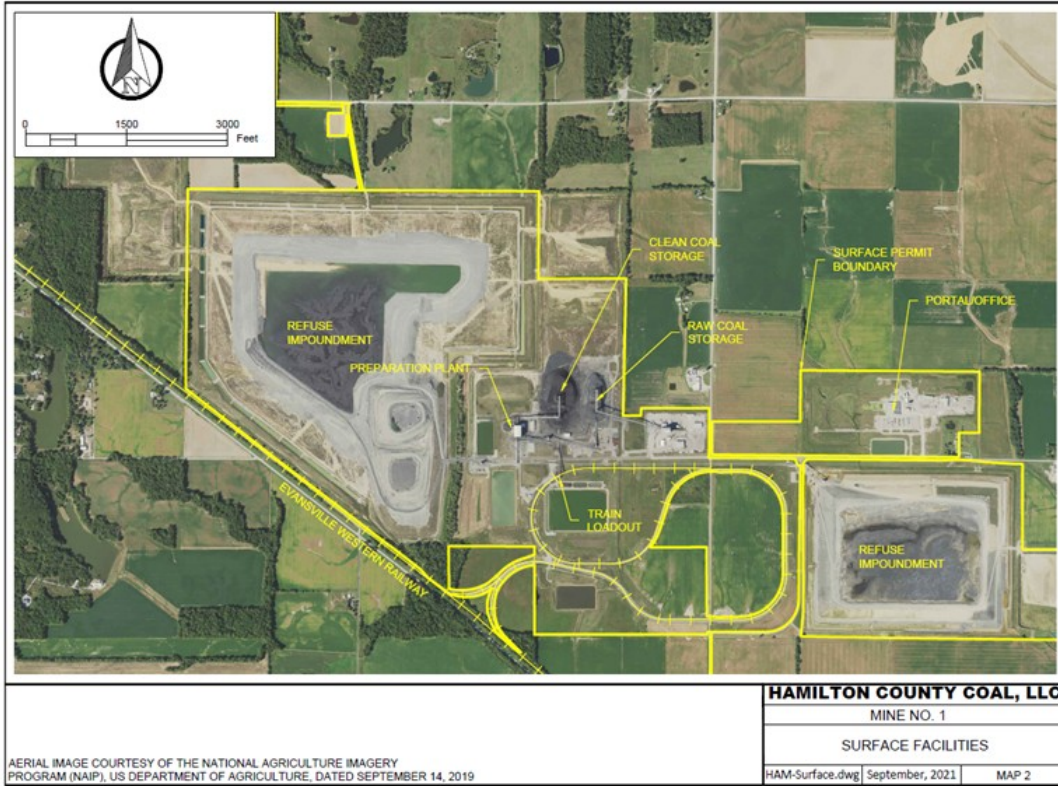 N
0
1500
3000
Feet
CLEAN COAL
STORAGE
SURFACE PERMIT
BOUNDARY
PORTAL/OFFICE
REFUSE
IMPOUNDMENT
RAW COAL
STORAGE
PREPARATION PLANT
EVANSVILLE WESTERN RAILWAY
TRAIN
LOADOUT
REFUSE
IMPOUNDMENT
HAMILTON COUNTY COAL, LLC
MINE NO. 1
SURFACE FACILITIES
AERIAL IMAGE COURTESY OF THE NATIONAL AGRICULTURE IMAGERY
PROGRAM (NAIP), US DEPARTMENT OF AGRICULTURE, DATED SEPTEMBER 14, 2019
HAM-Surface.dwg September, 2021 MAP 2